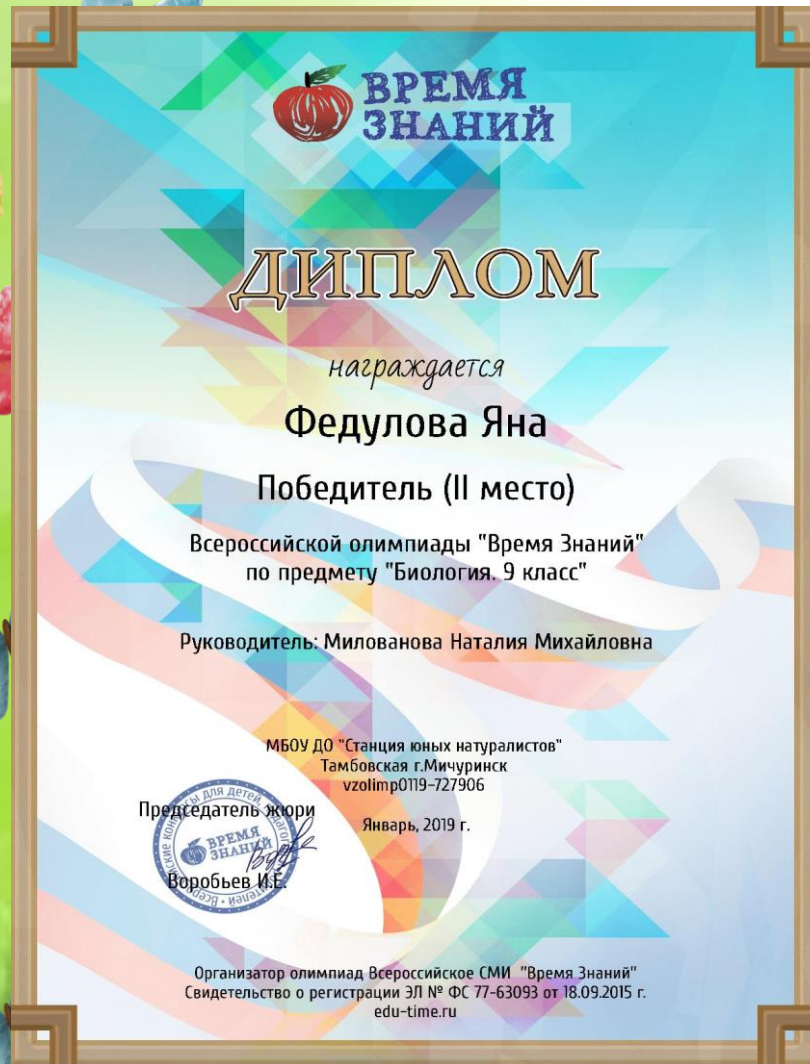 ВРЕМЯ
ЗНАНИЙ
ДИПЛОМ
награждается
Федулова Яна
Победитель (II место)
Всероссийской олимпиады "Время Знаний"
по предмету "Биология. 9 класс"
Руководитель: Милованова Наталия Михайловна
МБОУ ДО "Станция юных натуралистов"
Тамбовская г.Мичуринск
vzolimp0119-727906
Председатель жюри
Январь, 2019 г.
ВРЕМЯ
ЗНАНИЙ
Воробьев И.Е.
Организатор олимпиад Всероссийское СМИ "Время Знаний"
Свидетельство о регистрации ЭЛ № ФС 77-63093 от 18.09.2015 г.
edu-time.ru